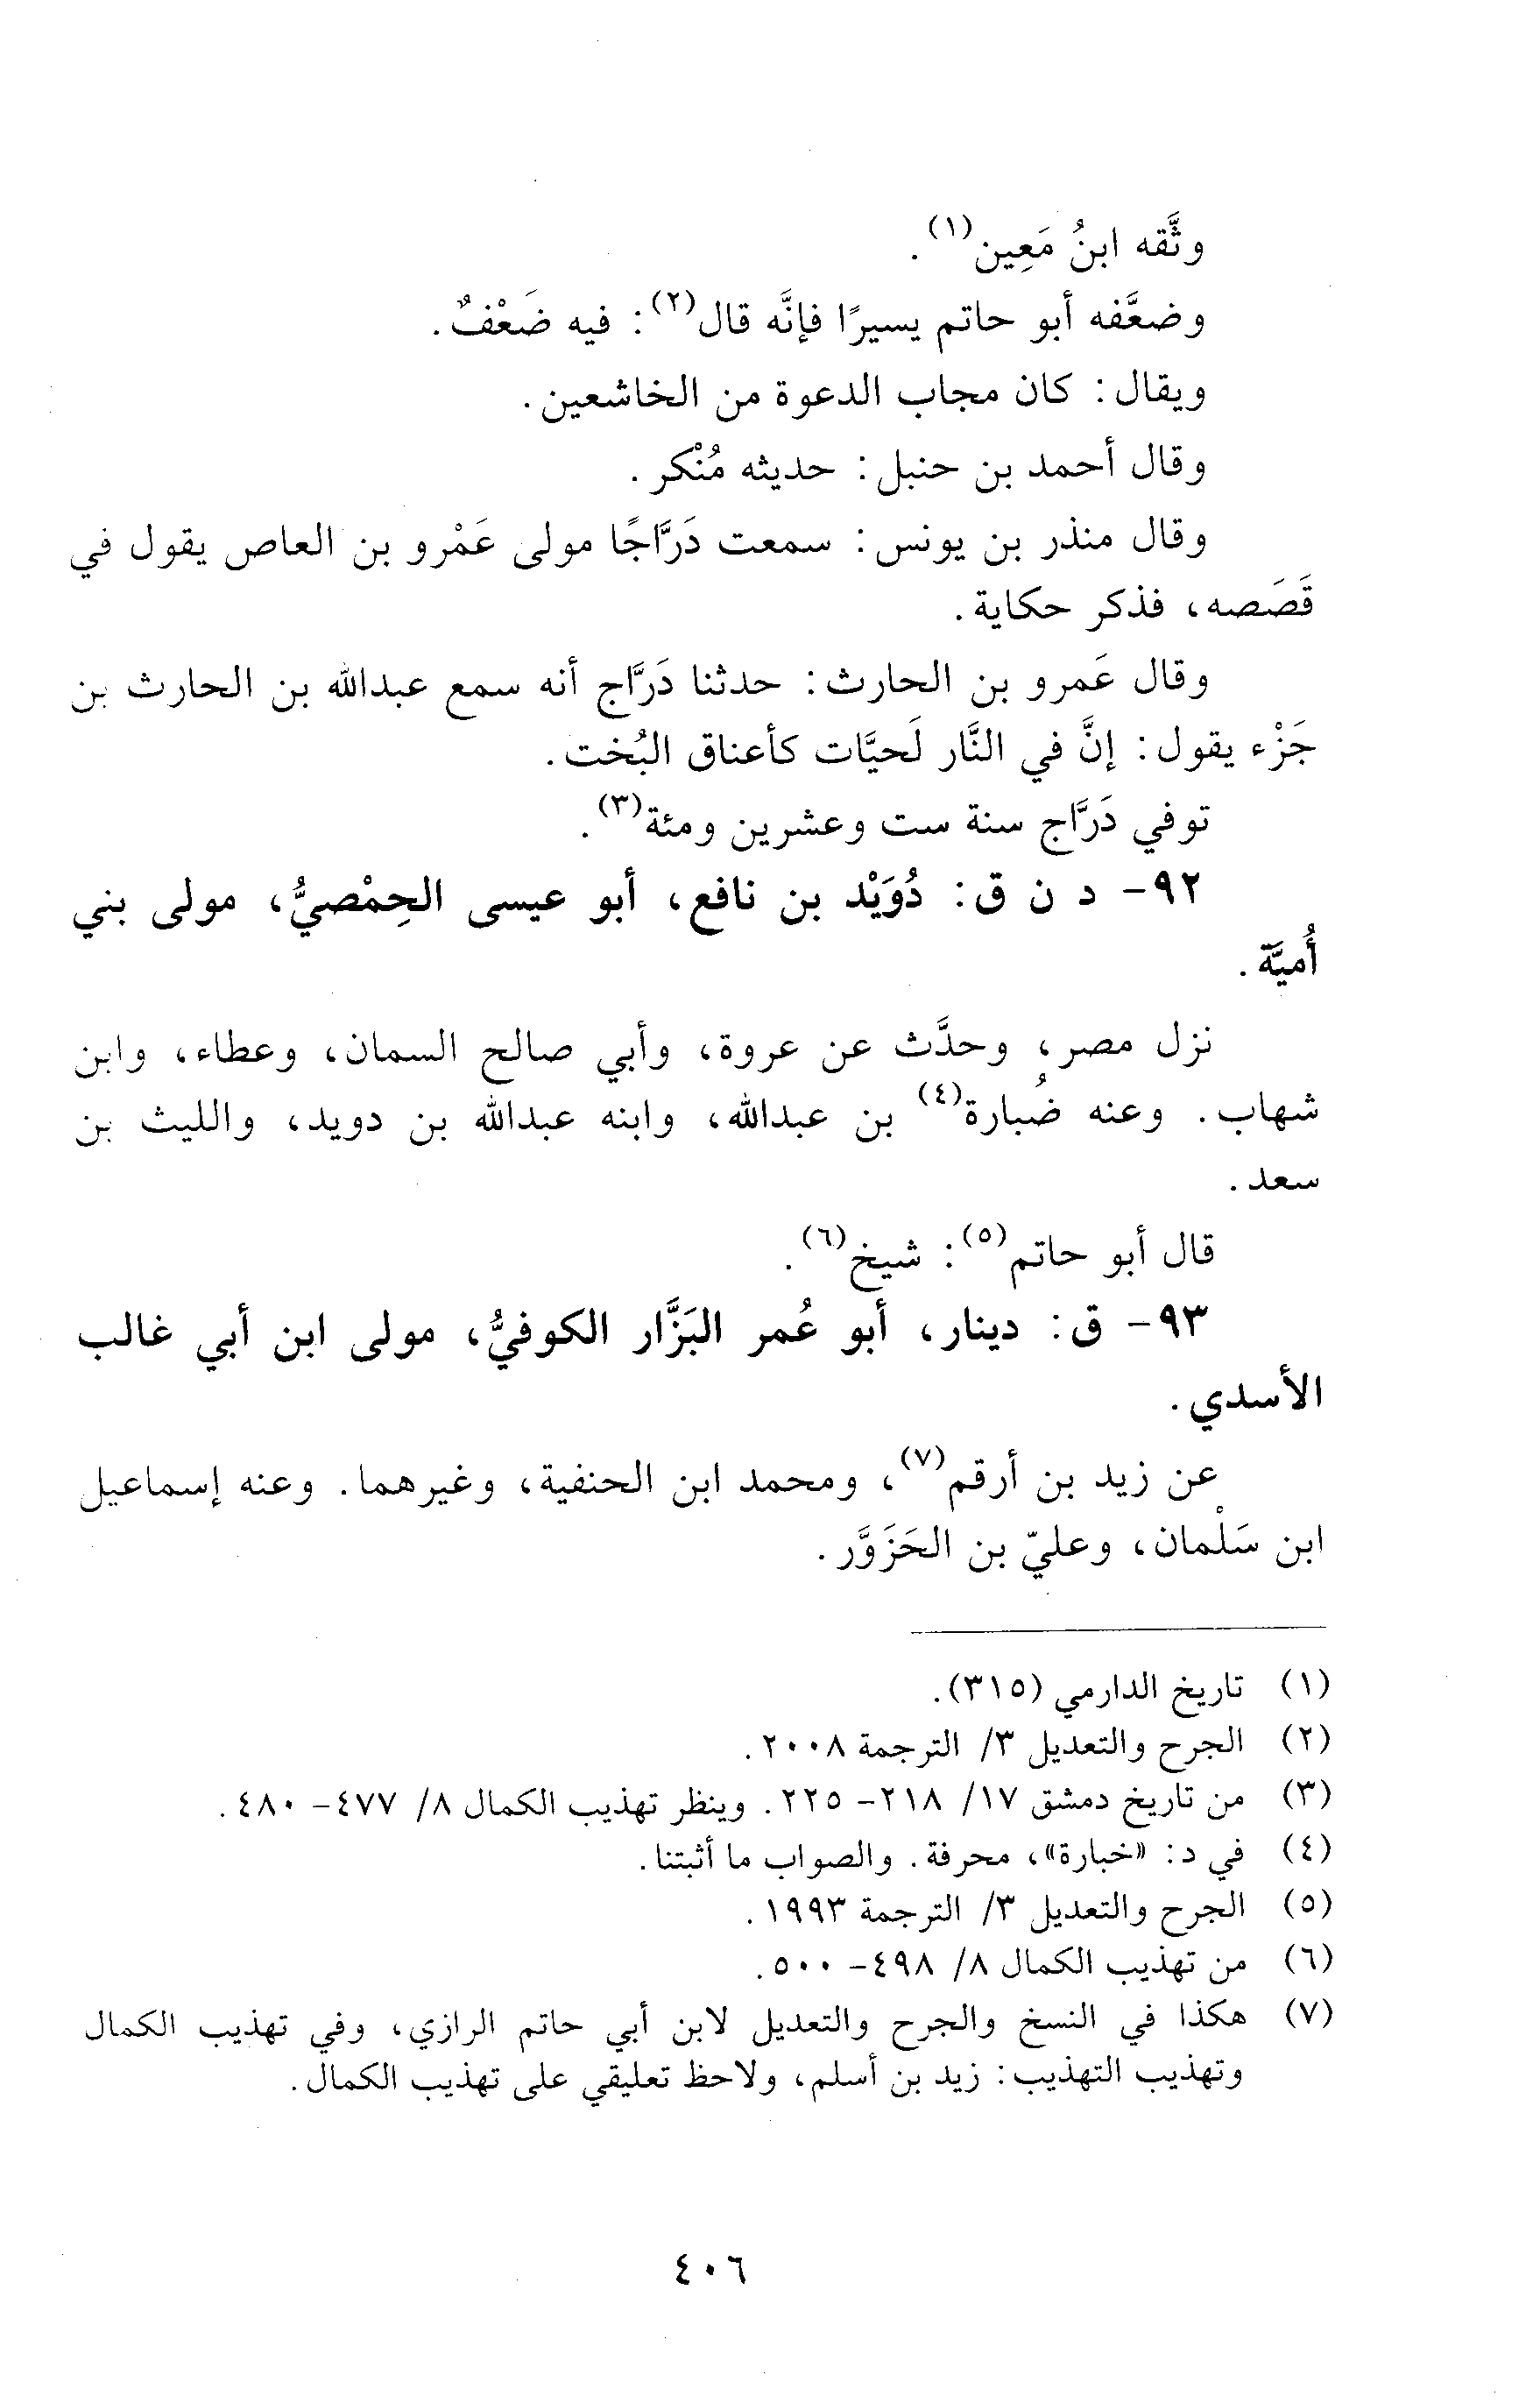 وثَّقه ابنُ مَعِين(١).
وضعَّفه أبو حاتم يسيرًا فإنَّه قال(٢): فيه ضَعْفٌ.
ويقال: كان مجاب الدعوة من الخاشعين.
وقال أحمد بن حنبل: حديثه مُنْكر.
وقال منذر بن يونس: سمعت دَرَّاجًا مولى عَمْرو بن العاص يقول في
قَصَصه، فذكر حكاية.
وقال عَمرو بن الحارث: حدثنا دَرَّاج أنه سمع عبدالله بن الحارث بن
جَزْء يقول: إنَّ في النَّار لَحيَّات كأعناق البُخت.
توفي دَرَّاج سنة ست وعشرين ومئة(٣).
٩٢- د ن ق: دُوَيْد بن نافع، أبو عيسى الحِمْصيُّ، مولى بني
أُميَّة.
نزل مصر، وحدَّث عن عروة، وأبي صالح السمان، وعطاء، وابن
شهاب. وعنه ضُبارة(٤) بن عبدالله، وابنه عبدالله بن دويد، والليث بن
سعد.
قال أبو حاتم(٥): شيخ(٦).
٩٣- ق: دينار، أبو عُمر البَزَّار الكوفيُّ، مولى ابن أبي غالب
الأسدي.
عن زيد بن أرقم(٧)، ومحمد ابن الحنفية، وغيرهما. وعنه إسماعيل
ابن سَلْمان، وعليّ بن الحَزَوَّر.
(١) تاريخ الدارمي (٣١٥).
(٢) الجرح والتعديل ٣/ الترجمة ٢٠٠٨.
(٣) من تاريخ دمشق ١٧/ ٢١٨- ٢٢٥. وينظر تهذيب الكمال ٨/ ٤٧٧- ٤٨٠.
(٤) في د: «خبارة»، محرفة. والصواب ما أثبتنا.
(٥) الجرح والتعديل ٣/ الترجمة ١٩٩٣.
(٦) من تهذيب الكمال ٨/ ٤٩٨- ٥٠٠.
(٧) هكذا في النسخ والجرح والتعديل لابن أبي حاتم الرازي، وفي تهذيب الكمال
وتهذيب التهذيب: زيد بن أسلم، ولاحظ تعليقي على تهذيب الكمال.
٤٠٦